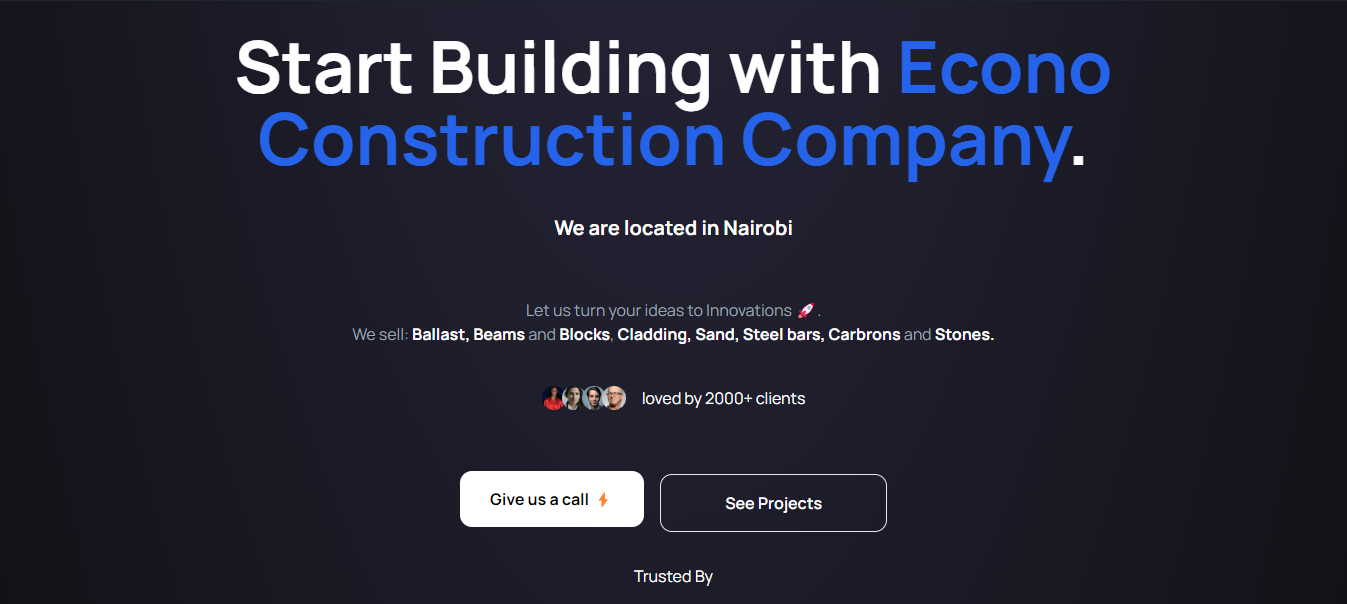 Start Building with Econo
Construction Company.
We are located in Nairobi
Let us turn your ideas to Innovations 🚀 .
We sell: Ballast, Beams and Blocks, Cladding, Sand, Steel bars, Carbrons and Stones.
loved by 2000+ clients
Give us a call ⚡
See Projects
Trusted By